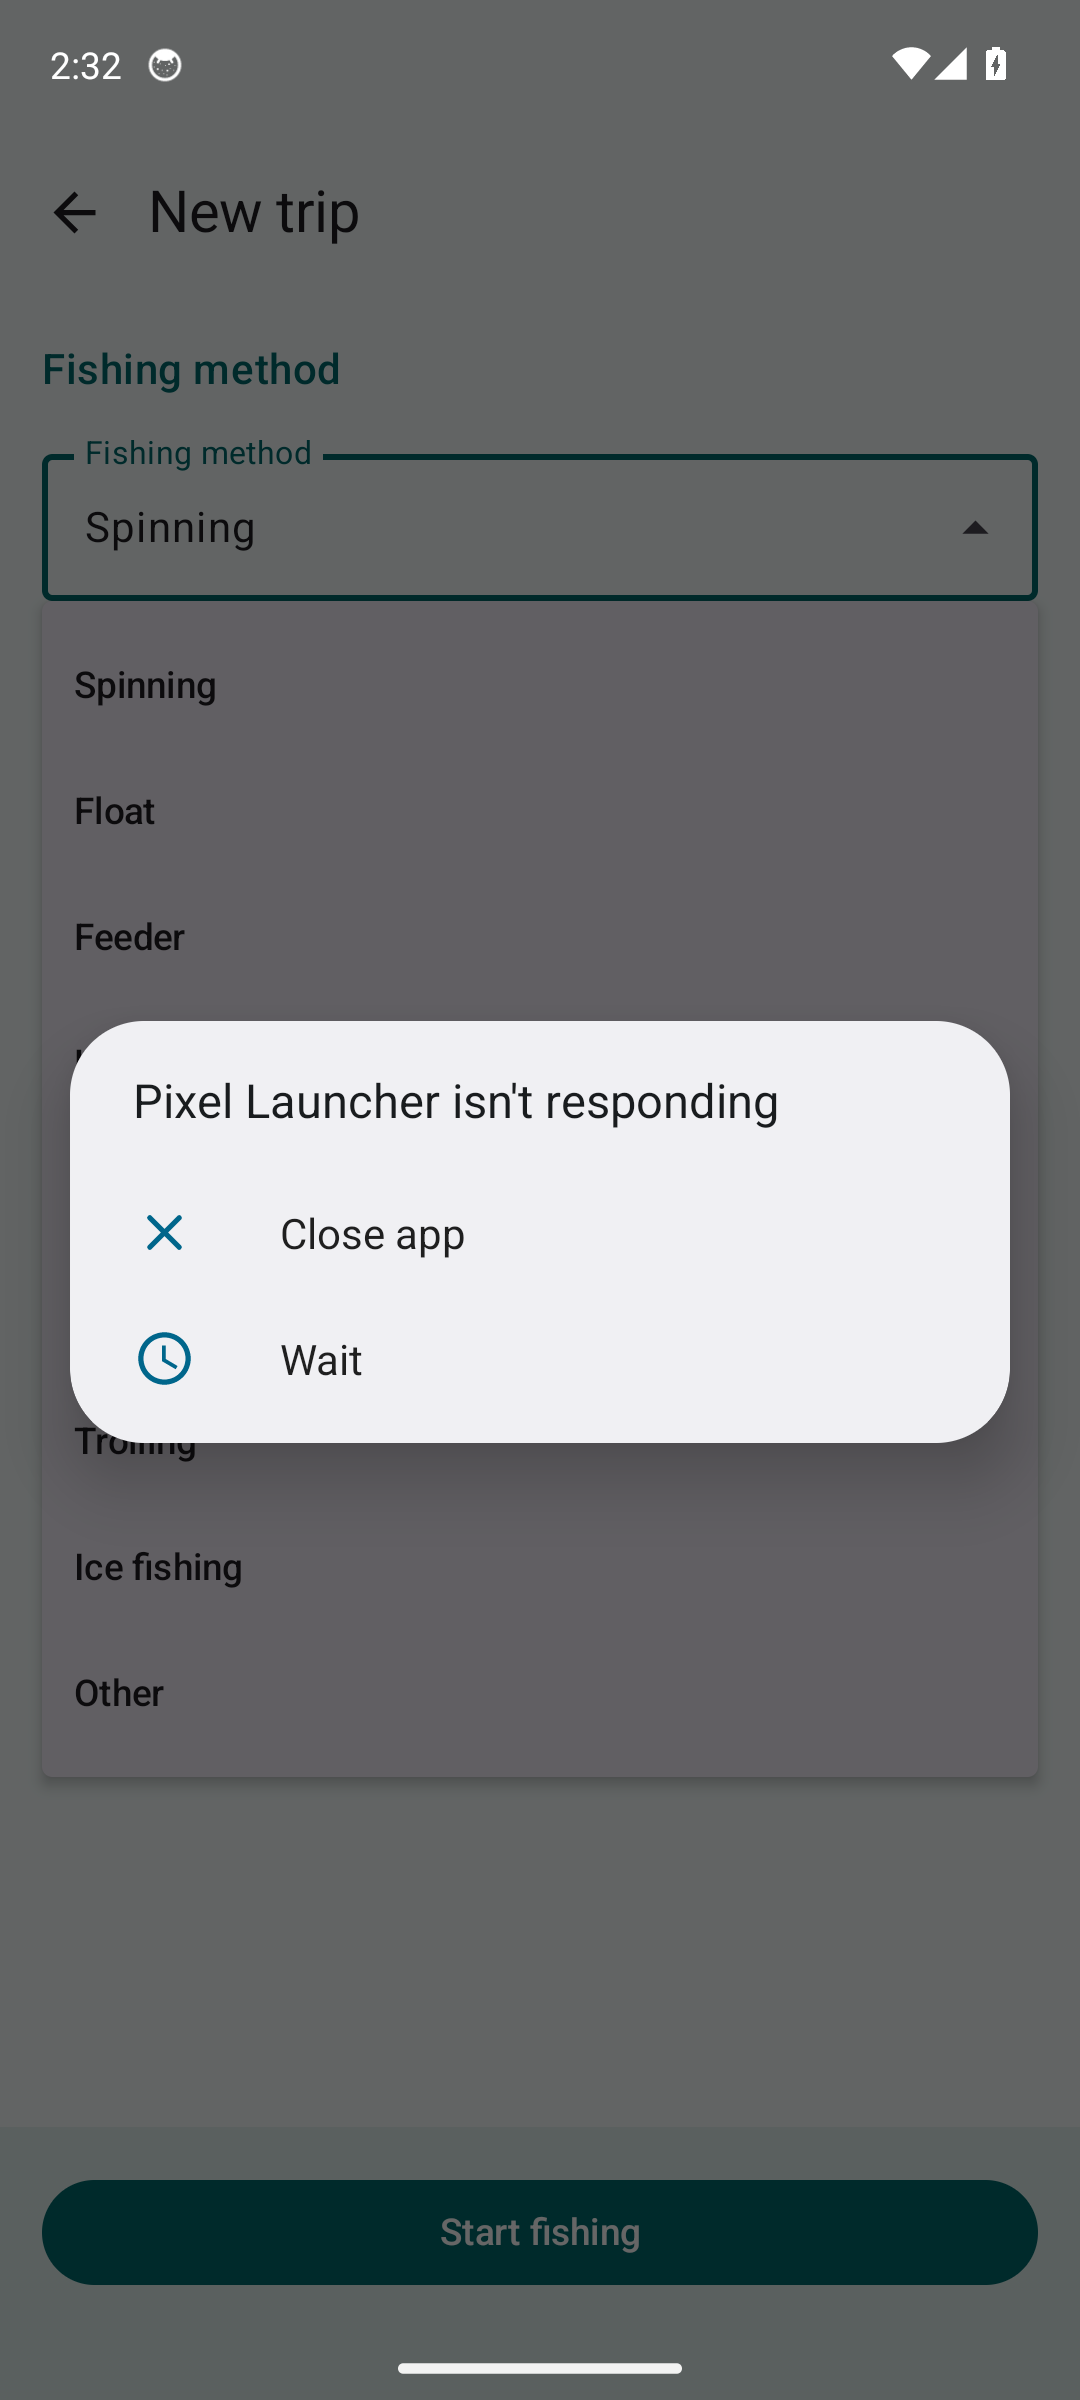 2:32
New trip
Fishing method
Fishing method
Spinning
Spinning
Float
Feeder
Pixel Launcher isn't responding
Close app
Wait
Trolling
Ice fishing
Other
Start fishing